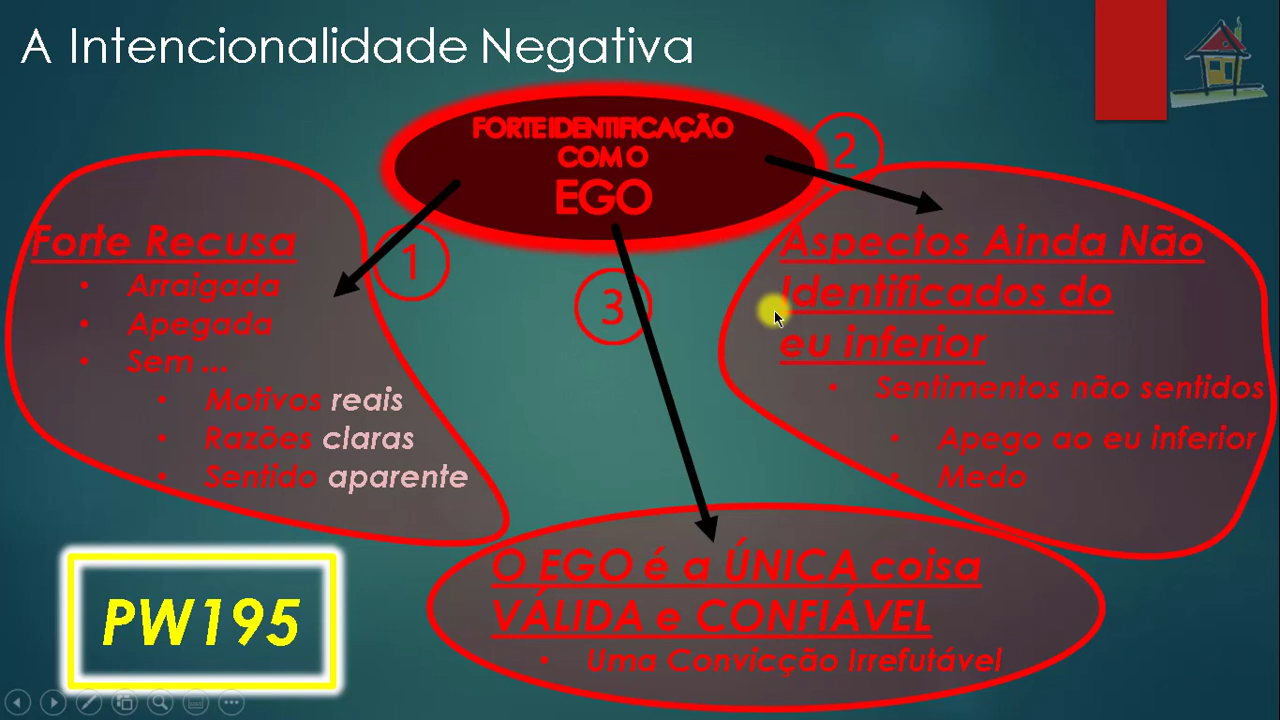 A Intencionalidade Negativa
FORTE IDENTIFICAÇÃO
COM O
EGO
1
2
3
Forte Recusa
• Arraigada
• Apegada
• Sem ...
• Motivos reais
• Razões claras
• Sentido aparente
Aspectos Ainda Não
Identificados do
eu inferior
• Sentimentos não sentidos
• Apego ao eu inferior
• Medo
O EGO é a ÚNICA coisa
VÁLIDA e CONFIÁVEL
• Uma Convicção Irrefutável
PW195